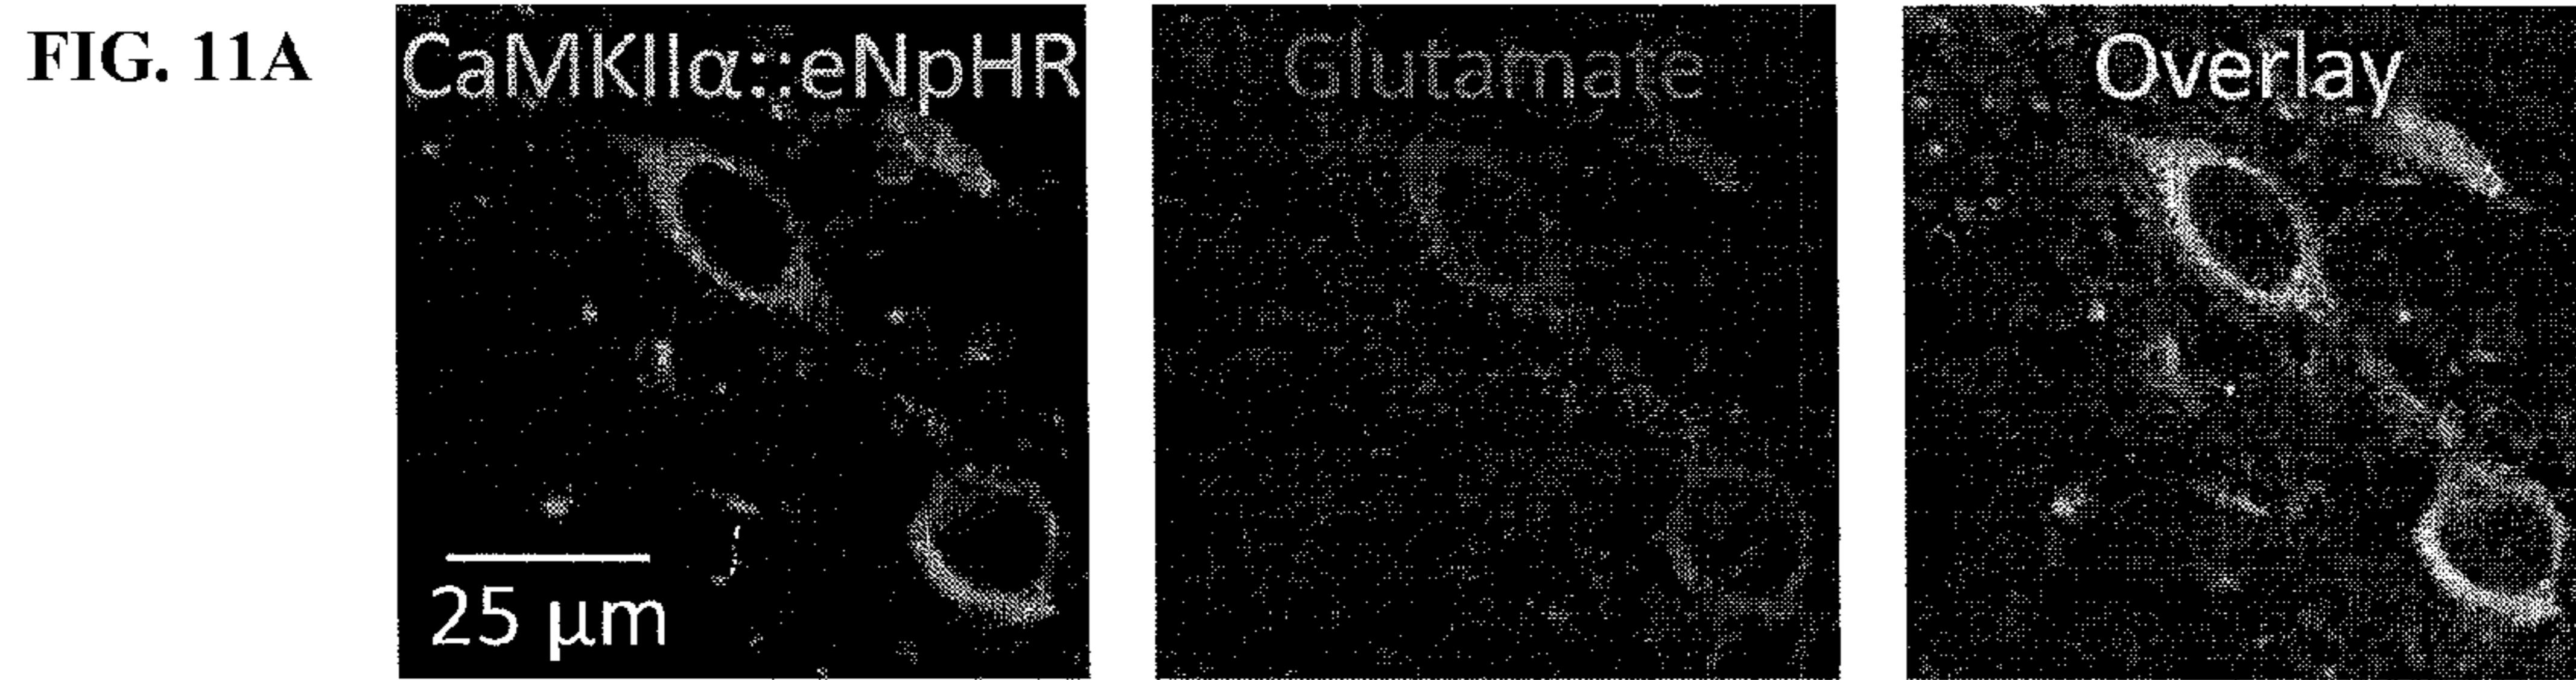 FIG. 11A
CaMKIIα::eNpHR
Glutamate
Overlay
25 μm